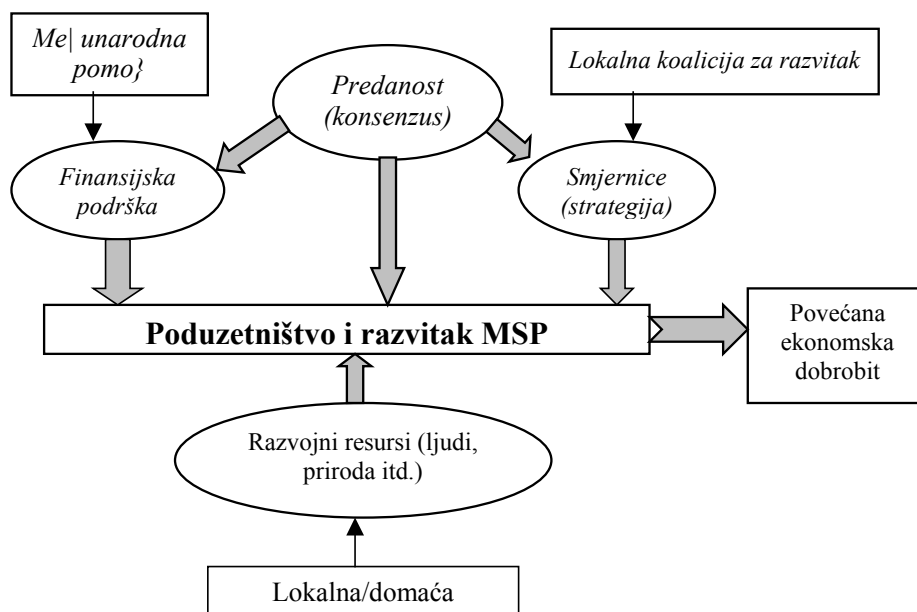 Me| unarodna
pomo}
Predanost
(konsenzus)
Lokalna koalicija za razvitak
Finansijska
podrška
Smjernice
(strategija)
Poduzetništvo i razvitak MSP
Povećana
ekonomska
dobrobit
Razvojni resursi (ljudi,
priroda itd.)
Lokalna/domaća